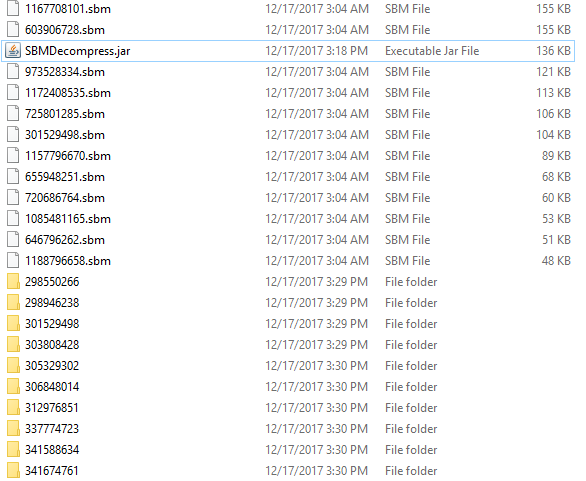 1167708101.sbm 12/17/2017 3:04 AM SBM File 155 KB
603906728.sbm 12/17/2017 3:04 AM SBM File 155 KB
SBMDecompress.jar 12/17/2017 3:18 PM Executable Jar File 136 KB
973528334.sbm 12/17/2017 3:04 AM SBM File 121 KB
1172408535.sbm 12/17/2017 3:04 AM SBM File 113 KB
725801285.sbm 12/17/2017 3:04 AM SBM File 106 KB
301529498.sbm 12/17/2017 3:04 AM SBM File 104 KB
1157796670.sbm 12/17/2017 3:04 AM SBM File 89 KB
655948251.sbm 12/17/2017 3:04 AM SBM File 68 KB
720686764.sbm 12/17/2017 3:04 AM SBM File 60 KB
1085481165.sbm 12/17/2017 3:04 AM SBM File 53 KB
646796262.sbm 12/17/2017 3:04 AM SBM File 51 KB
1188796658.sbm 12/17/2017 3:04 AM SBM File 48 KB
298550266 12/17/2017 3:29 PM File folder
298946238 12/17/2017 3:29 PM File folder
301529498 12/17/2017 3:29 PM File folder
303808428 12/17/2017 3:29 PM File folder
305329302 12/17/2017 3:30 PM File folder
306848014 12/17/2017 3:30 PM File folder
312976851 12/17/2017 3:30 PM File folder
337774723 12/17/2017 3:30 PM File folder
341588634 12/17/2017 3:30 PM File folder
341674761 12/17/2017 3:30 PM File folder